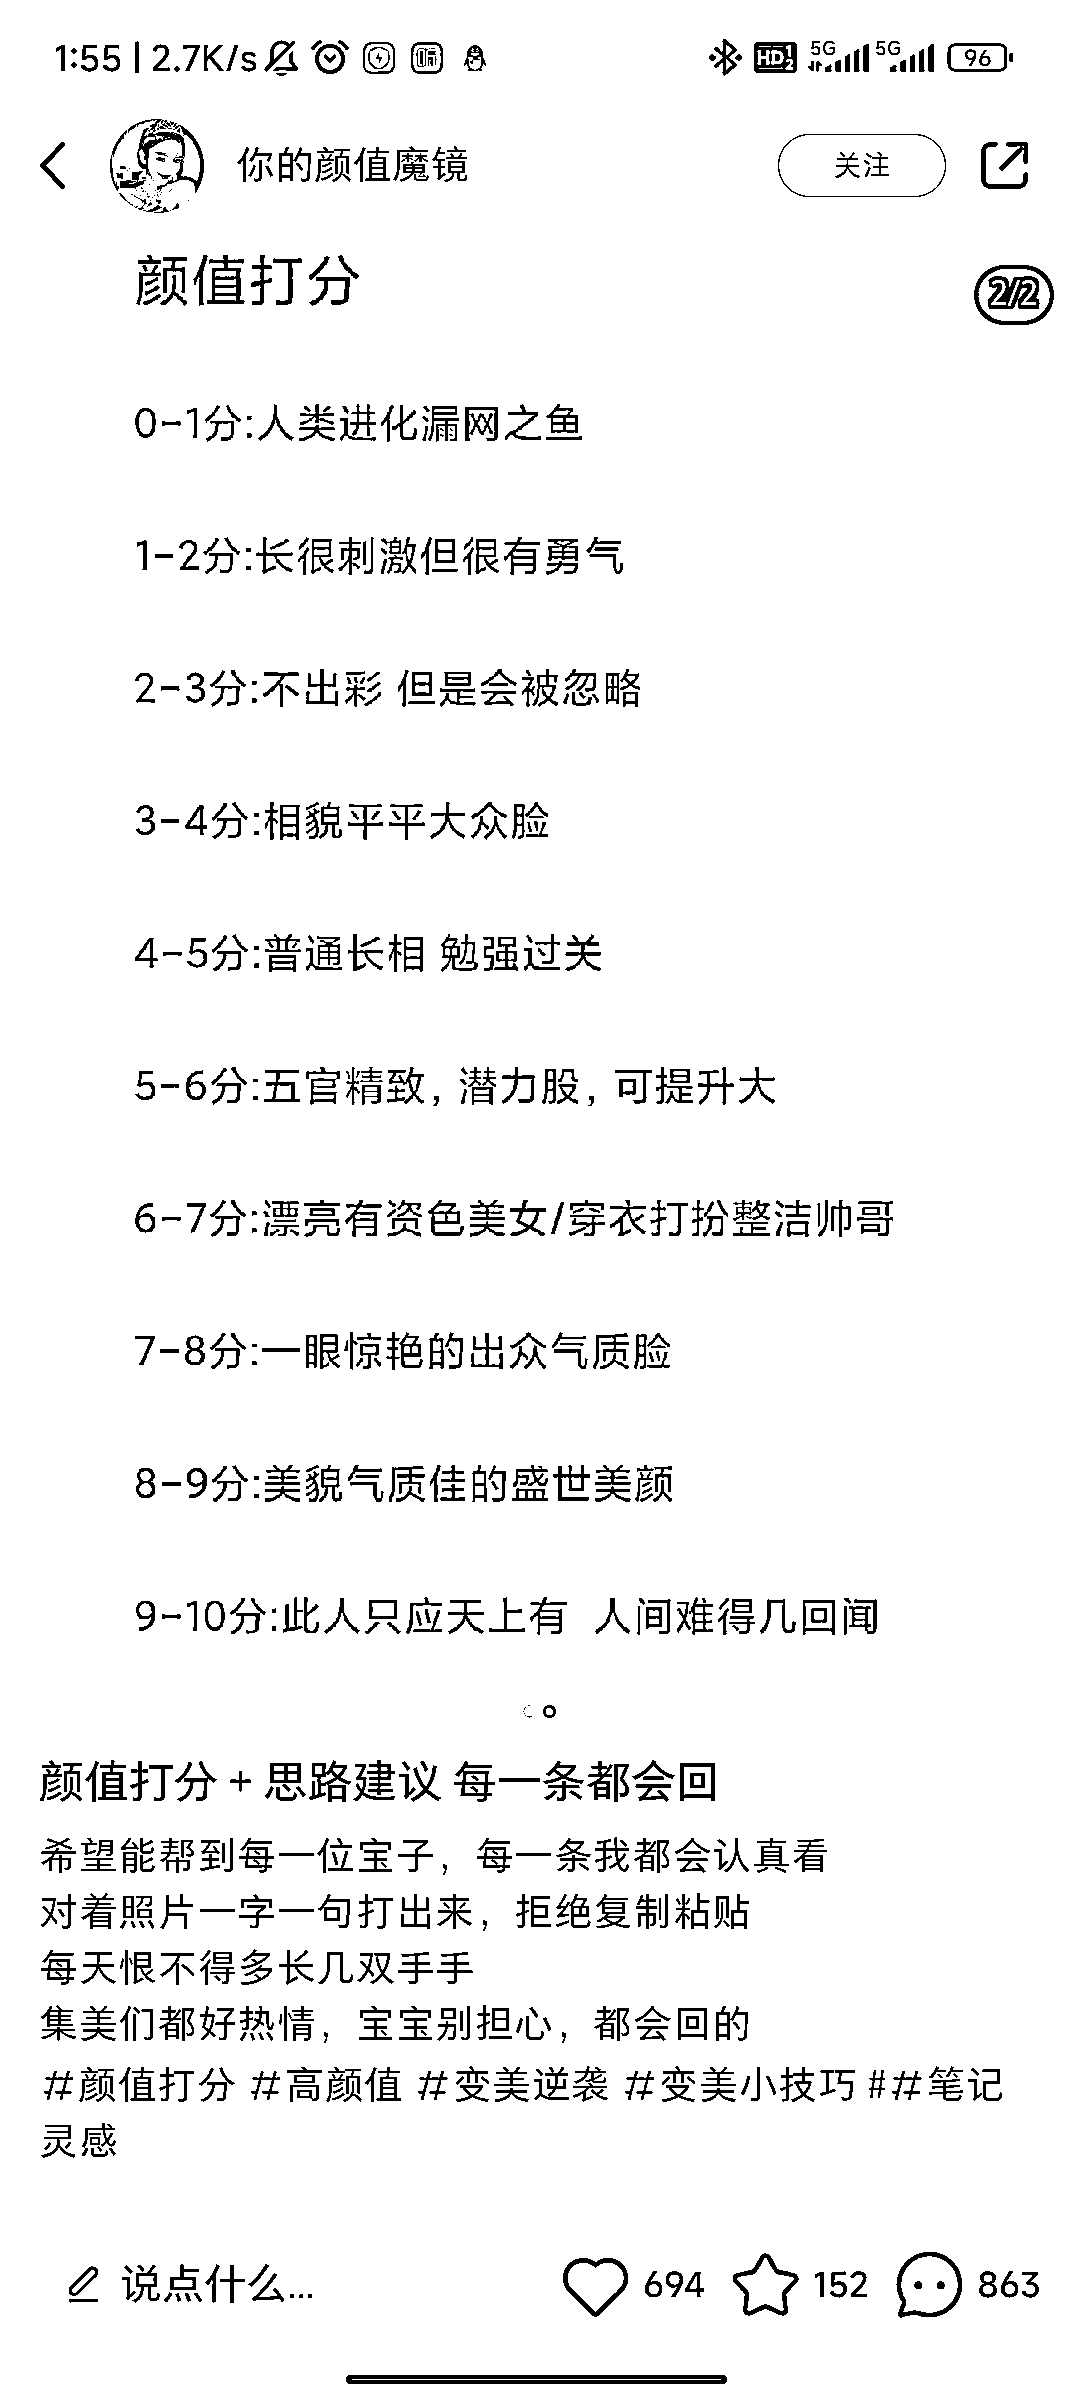 1:55 | 2.7K/s 5G 5G 96
你的颜值魔镜 关注
颜值打分
2/2
0-1分:人类进化漏网之鱼
1-2分:长很刺激但很有勇气
2-3分:不出彩 但是会被忽略
3-4分:相貌平平大众脸
4-5分:普通长相 勉强过关
5-6分:五官精致, 潜力股, 可提升大
6-7分:漂亮有资色美女/穿衣打扮整洁帅哥
7-8分:一眼惊艳的出众气质脸
8-9分:美貌气质佳的盛世美颜
9-10分:此人只应天上有 人间难得几回闻
颜值打分 + 思路建议 每一条都会回
希望能帮到每一位宝子，每一条我都会认真看
对着照片一字一句打出来，拒绝复制粘贴
每天恨不得多长几双手手
集美们都好热情，宝宝别担心，都会回的
#颜值打分 #高颜值 #变美逆袭 #变美小技巧 ##笔记
灵感
说点什么... 694 152 863